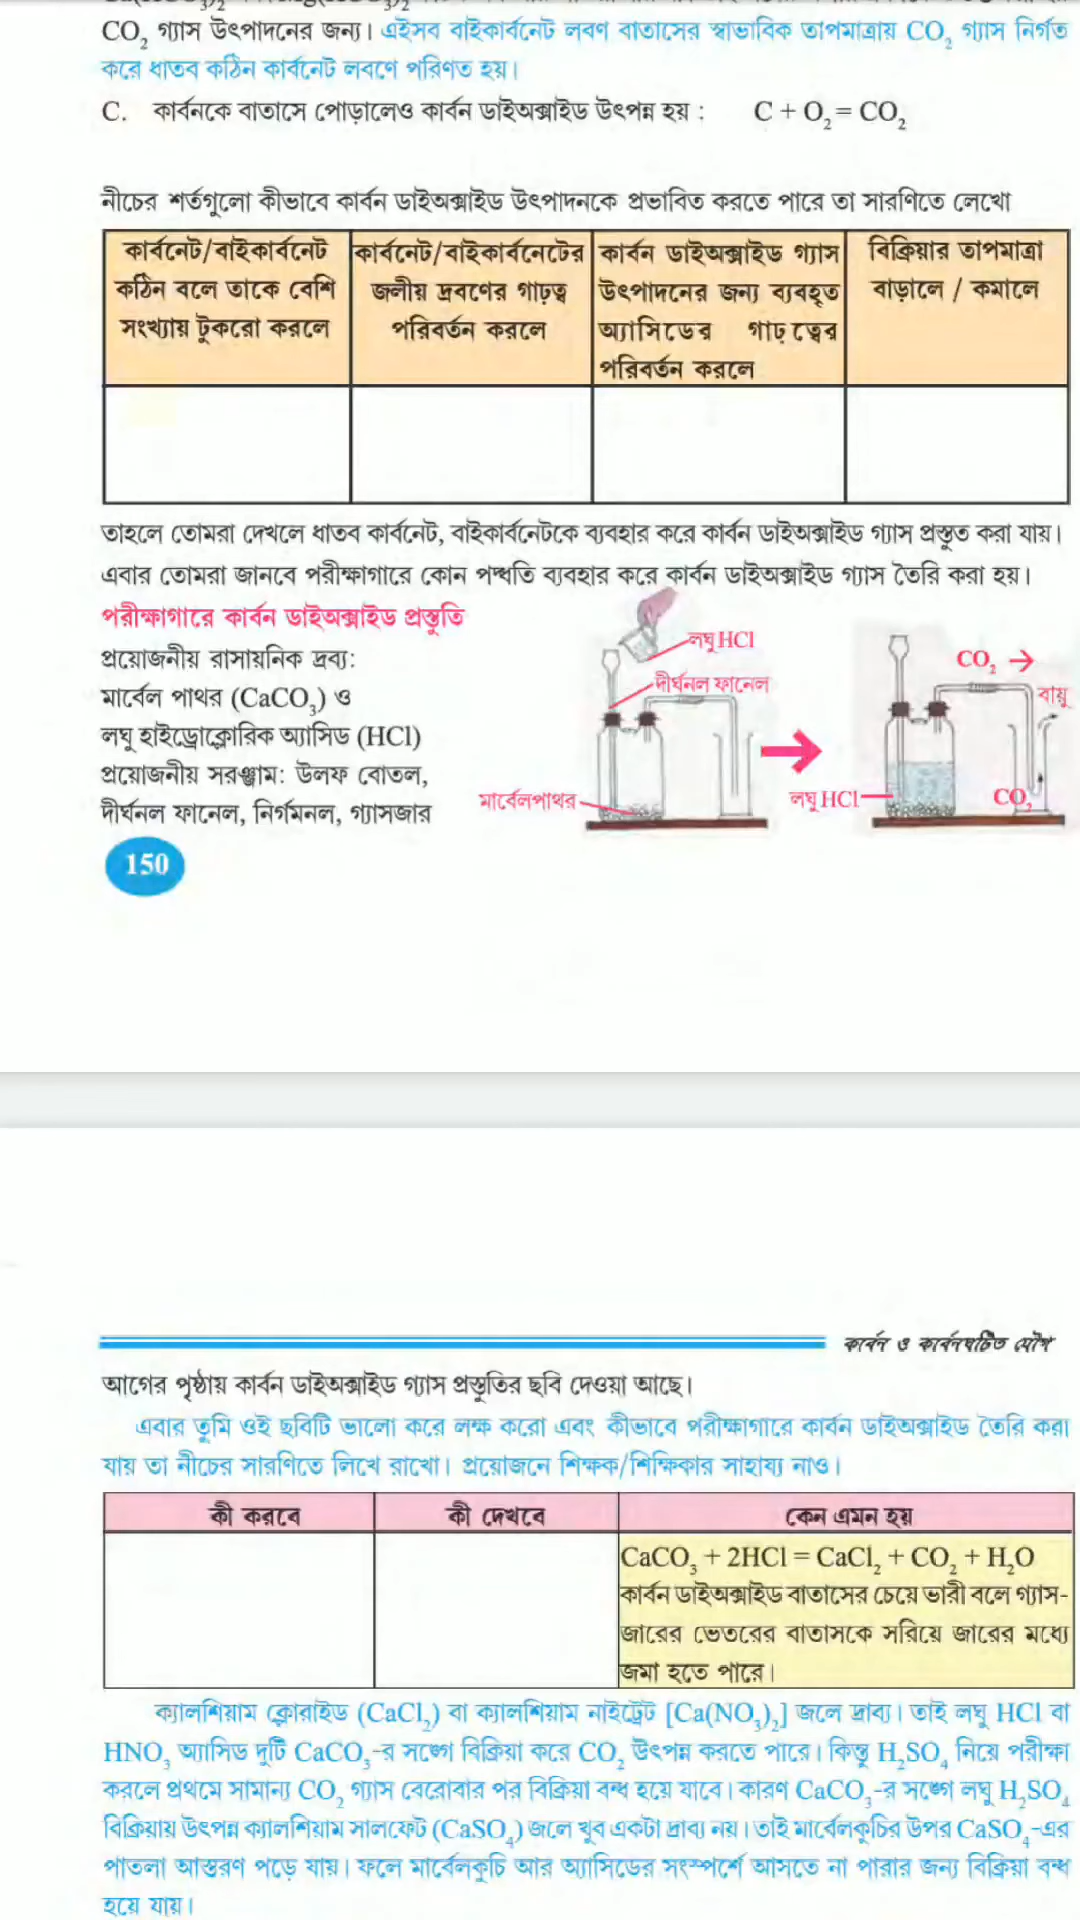 CO₂ গ্যাস উৎপাদনের জন্য। এইসব বাইকার্বনেট লবণ বাতাসের স্বাভাবিক তাপমাত্রায় CO₂ গ্যাস নির্গত
করে ধাতব কঠিন কার্বনেট লবণে পরিণত হয়।
C. কার্বনকে বাতাসে পোড়ালেও কার্বন ডাইঅক্সাইড উৎপন্ন হয় : C + O₂ = CO₂
নীচের শর্তগুলো কীভাবে কার্বন ডাইঅক্সাইড উৎপাদনকে প্রভাবিত করতে পারে তা সারণিতে লেখো
কার্বনেট/বাইকার্বনেট
কঠিন বলে তাকে বেশি
সংখ্যায় টুকরো করলে
কার্বনেট/বাইকার্বনেটের
জলীয় দ্রবণের গাঢ়ত্ব
পরিবর্তন করলে
কার্বন ডাইঅক্সাইড গ্যাস
উৎপাদনের জন্য ব্যবহৃত
অ্যাসিডের গাঢ়ত্বের
পরিবর্তন করলে
বিক্রিয়ার তাপমাত্রা
বাড়ালে / কমালে
তাহলে তোমরা দেখলে ধাতব কার্বনেট, বাইকার্বনেটকে ব্যবহার করে কার্বন ডাইঅক্সাইড গ্যাস প্রস্তুত করা যায়।
এবার তোমরা জানবে পরীক্ষাগারে কোন পদ্ধতি ব্যবহার করে কার্বন ডাইঅক্সাইড গ্যাস তৈরি করা হয়।
পরীক্ষাগারে কার্বন ডাইঅক্সাইড প্রস্তুতি
প্রয়োজনীয় রাসায়নিক দ্রব্য:
মার্বেল পাথর (CaCO₃) ও
লঘু হাইড্রোক্লোরিক অ্যাসিড (HCl)
প্রয়োজনীয় সরঞ্জাম: উলফ বোতল,
দীর্ঘনল ফানেল, নির্গমনল, গ্যাসজার
লঘু HCl
দীর্ঘনল ফানেল
মার্বেলপাথর
CO₂
বায়ু
লঘু HCl
CO₂
150
কার্বন ও কার্বনঘটিত যৌগ
আগের পৃষ্ঠায় কার্বন ডাইঅক্সাইড গ্যাস প্রস্তুতির ছবি দেওয়া আছে।
এবার তুমি ওই ছবিটি ভালো করে লক্ষ করো এবং কীভাবে পরীক্ষাগারে কার্বন ডাইঅক্সাইড তৈরি করা
যায় তা নীচের সারণিতে লিখে রাখো। প্রয়োজনে শিক্ষক/শিক্ষিকার সাহায্য নাও।
কী করবে
কী দেখবে
কেন এমন হয়
CaCO₃ + 2HCl = CaCl₂ + CO₂ + H₂O
কার্বন ডাইঅক্সাইড বাতাসের চেয়ে ভারী বলে গ্যাস-
জারের ভেতরের বাতাসকে সরিয়ে জারের মধ্যে
জমা হতে পারে।
ক্যালশিয়াম ক্লোরাইড (CaCl₂) বা ক্যালশিয়াম নাইট্রেট [Ca(NO₃)₂] জলে দ্রাব্য। তাই লঘু HCl বা
HNO₃ অ্যাসিড দুটি CaCO₃-র সঙ্গে বিক্রিয়া করে CO₂ উৎপন্ন করতে পারে। কিন্তু H₂SO₄ নিয়ে পরীক্ষা
করলে প্রথমে সামান্য CO₂ গ্যাস বেরোবার পর বিক্রিয়া বন্ধ হয়ে যাবে। কারণ CaCO₃-র সঙ্গে লঘু H₂SO₄
বিক্রিয়ায় উৎপন্ন ক্যালশিয়াম সালফেট (CaSO₄) জলে খুব একটা দ্রাব্য নয়। তাই মার্বেলকুচির উপর CaSO₄-এর
পাতলা আস্তরণ পড়ে যায়। ফলে মার্বেলকুচি আর অ্যাসিডের সংস্পর্শে আসতে না পারার জন্য বিক্রিয়া বন্ধ
হয়ে যায়।